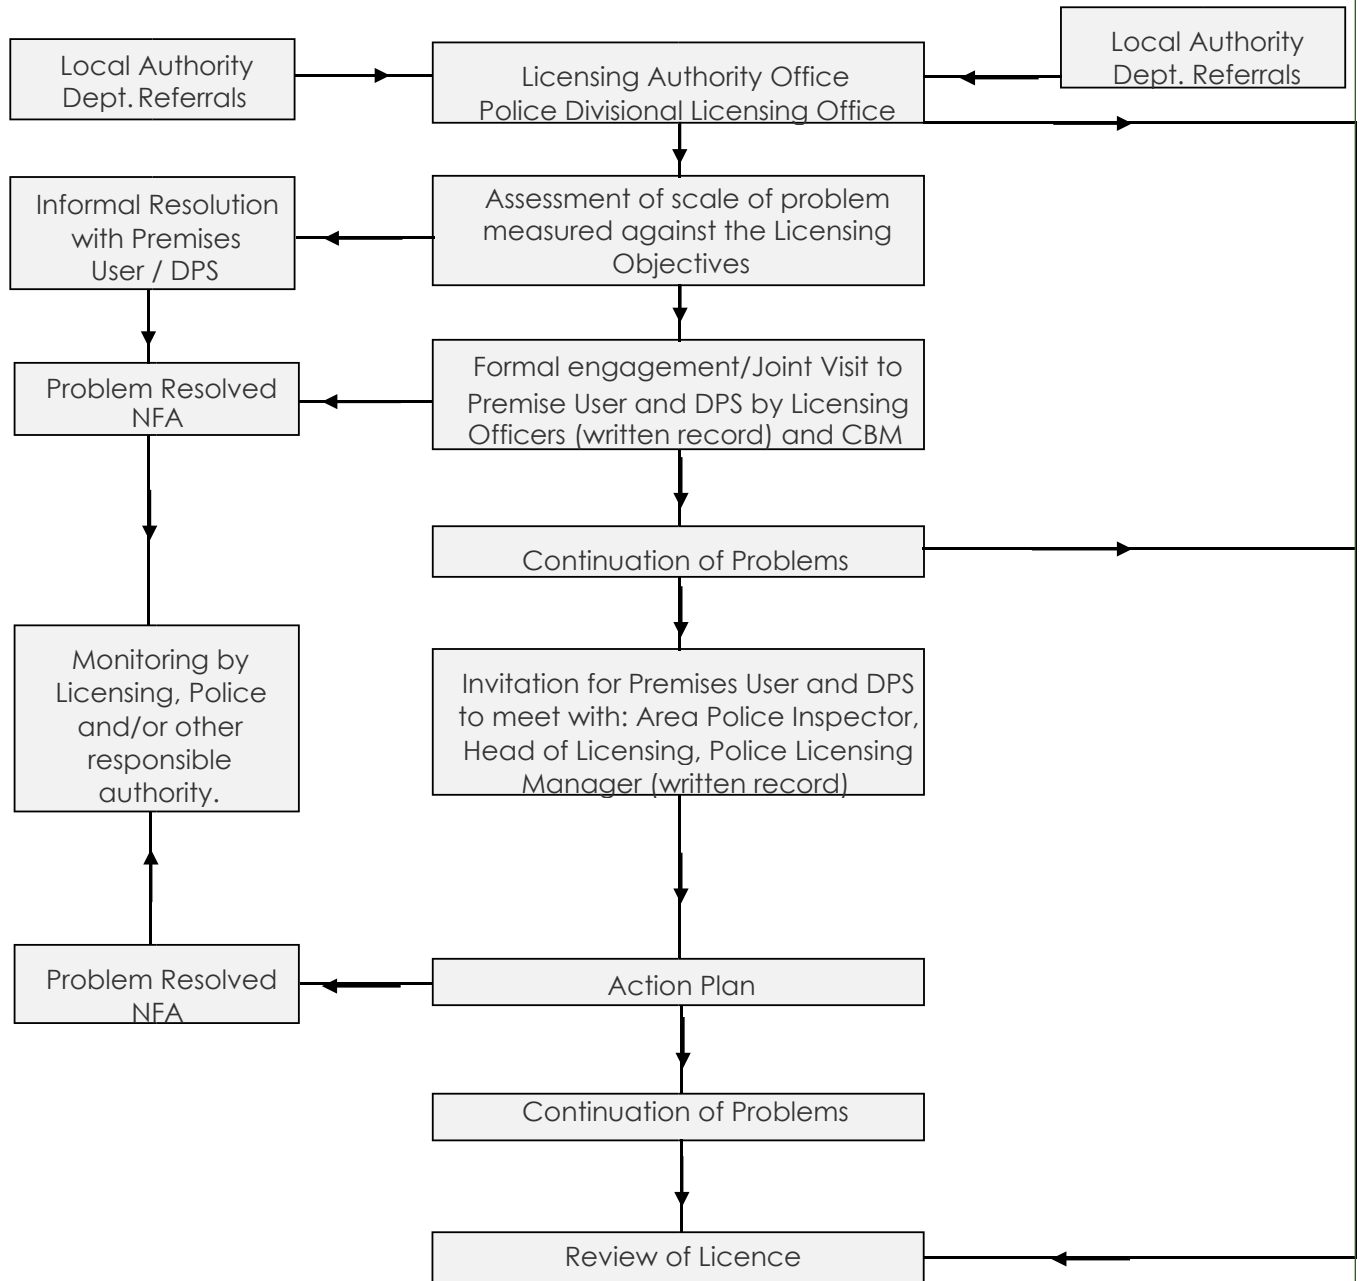 Local Authority
Dept. Referrals
Licensing Authority Office
Police Divisional Licensing Office
Local Authority
Dept. Referrals
Informal Resolution
with Premises
User / DPS
Assessment of scale of problem
measured against the Licensing
Objectives
Problem Resolved
NFA
Formal engagement/Joint Visit to
Premise User and DPS by Licensing
Officers (written record) and CBM
Continuation of Problems
Monitoring by
Licensing, Police
and/or other
responsible
authority.
Invitation for Premises User and DPS
to meet with: Area Police Inspector,
Head of Licensing, Police Licensing
Manager (written record)
Problem Resolved
NFA
Action Plan
Continuation of Problems
Review of Licence